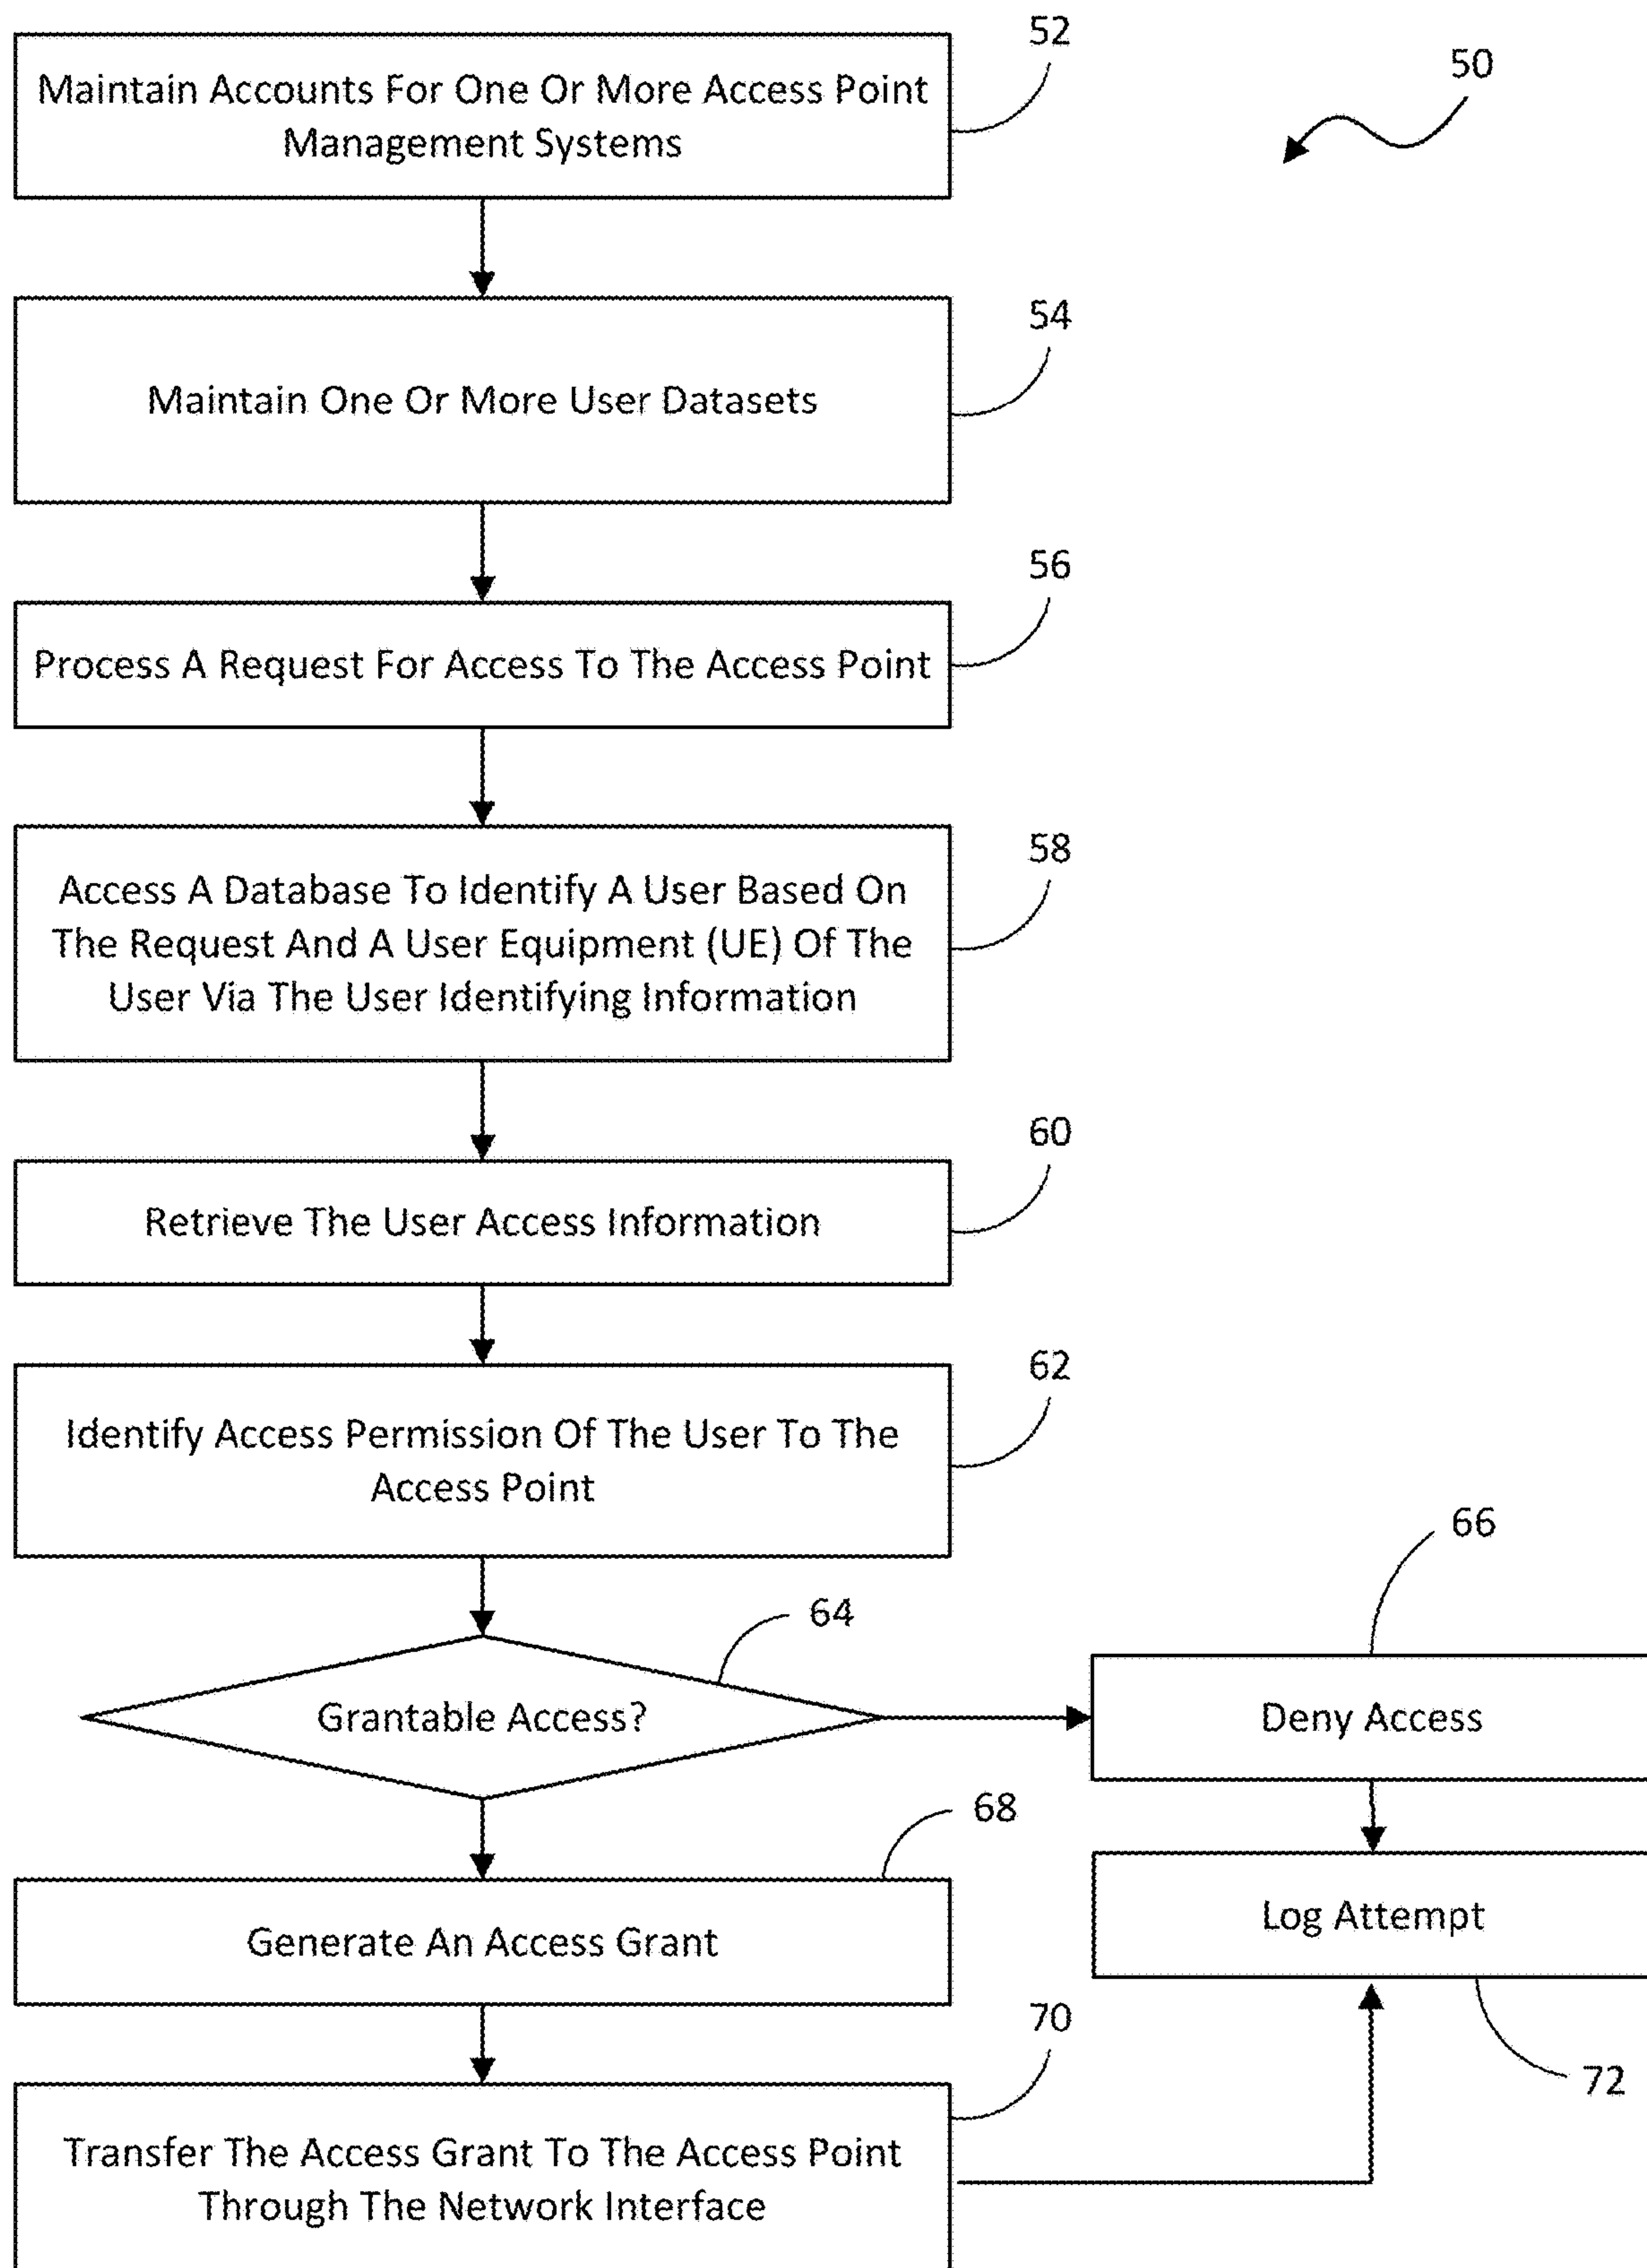 52
50
Maintain Accounts For One Or More Access Point
Management Systems
54
Maintain One Or More User Datasets
56
Process A Request For Access To The Access Point
58
Access A Database To Identify A User Based On
The Request And A User Equipment (UE) Of The
User Via The User Identifying Information
60
Retrieve The User Access Information
62
Identify Access Permission Of The User To The
Access Point
66
64
Grantable Access?
Deny Access
68
Generate An Access Grant
Log Attempt
70
72
Transfer The Access Grant To The Access Point
Through The Network Interface